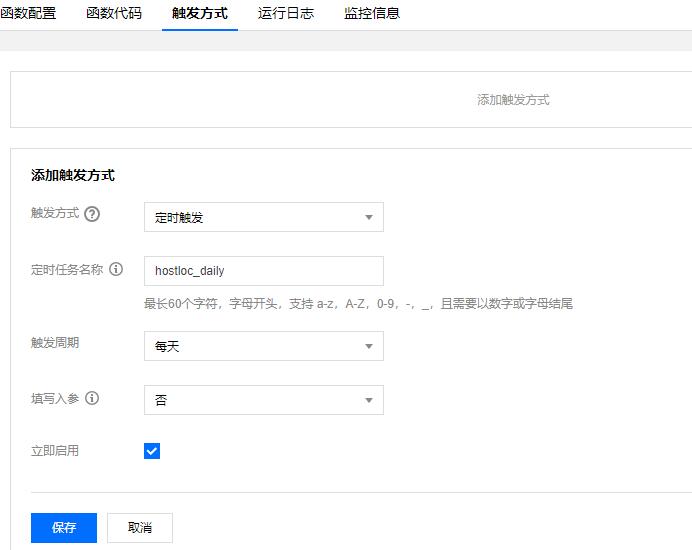 函数配置 函数代码 触发方式 运行日志 监控信息
添加触发方式
添加触发方式
触发方式 ? 定时触发
定时任务名称 hostloc_daily
最长60个字符，字母开头，支持 a-z，A-Z，0-9，-，_，且需要以数字或字母结尾
触发周期 每天
填写入参 否
立即启用
保存 取消